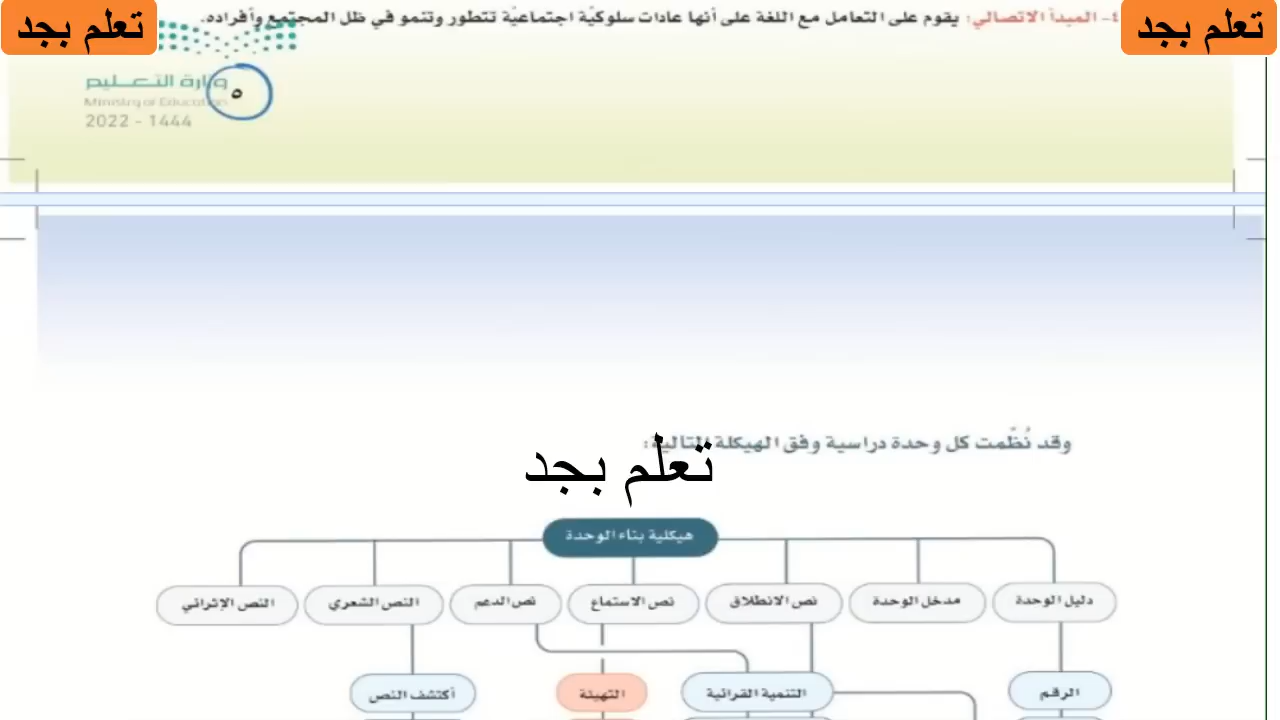 تعلم بجد
تعلم بجد
٤- المبدأ الاتصالي: يقوم على التعامل مع اللغة على أنها عادات سلوكيّة اجتماعيّة تتطور وتنمو في ظل المجتمع وأفراده.
وزارة التعـــليم
Ministry of Education
2022 - 1444
٥
وقد نُظّمت كل وحدة دراسية وفق الهيكلة التالية:
تعلم بجد
هيكلية بناء الوحدة
دليل الوحدة
مدخل الوحدة
نص الانطلاق
نص الاستماع
نص الدعم
النص الشعري
النص الإثرائي
الرقم
التنمية القرائية
التهيئة
أكتشف النص